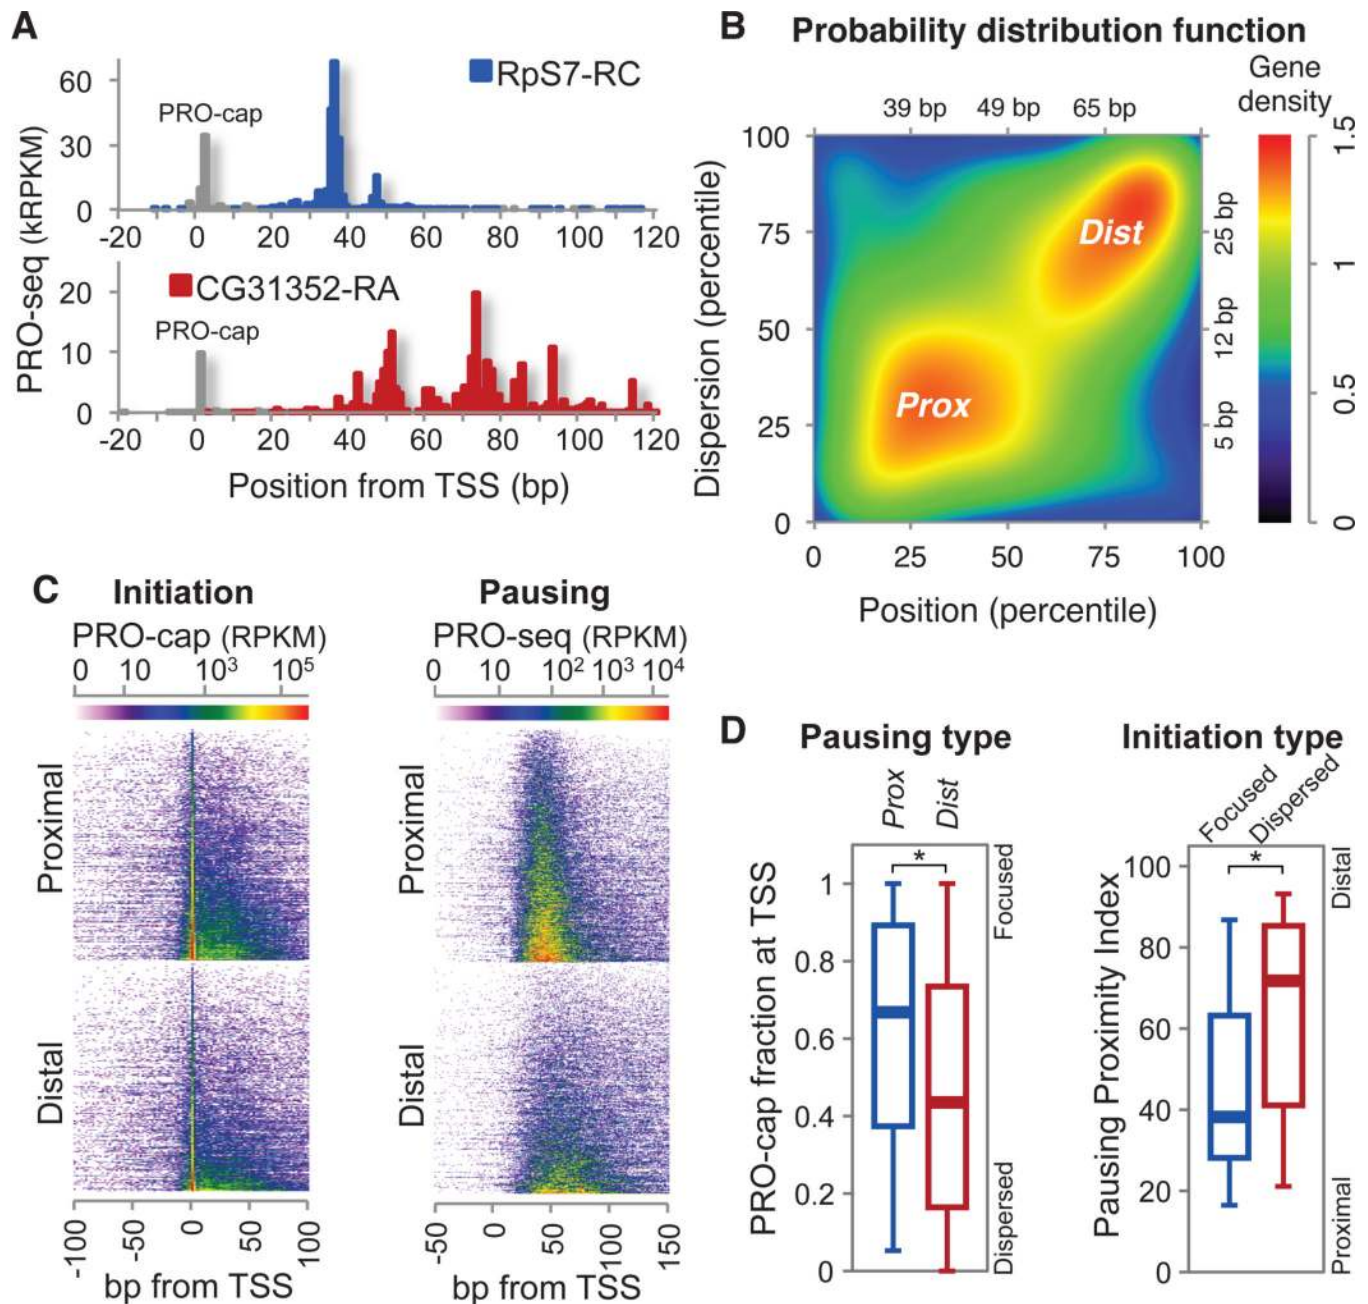 A
PRO-seq (kRPKM)
60
30
0
PRO-cap
RpS7-RC
-20 0 20 40 60 80 100 120
20
10
0
CG31352-RA
PRO-cap
-20 0 20 40 60 80 100 120
Position from TSS (bp)
B Probability distribution function
Gene
density
39 bp 49 bp 65 bp
Dispersion (percentile)
100
75
50
25
0
Dist
Prox
25 bp
12 bp
5 bp
1.5
1
0.5
0
0 25 50 75 100
Position (percentile)
C Initiation
PRO-cap (RPKM)
0 10 10³ 10⁵
Pausing
PRO-seq (RPKM)
0 10 10² 10³ 10⁴
Proximal
Distal
-100 -50 0 50 100
bp from TSS
Proximal
Distal
-50 0 50 100 150
bp from TSS
D Pausing type
Prox Dist
*
PRO-cap fraction at TSS
1
0.8
0.6
0.4
0.2
0
Focused
Dispersed
Initiation type
Focused Dispersed
*
Pausing Proximity Index
100
80
60
40
20
0
Distal
Proximal